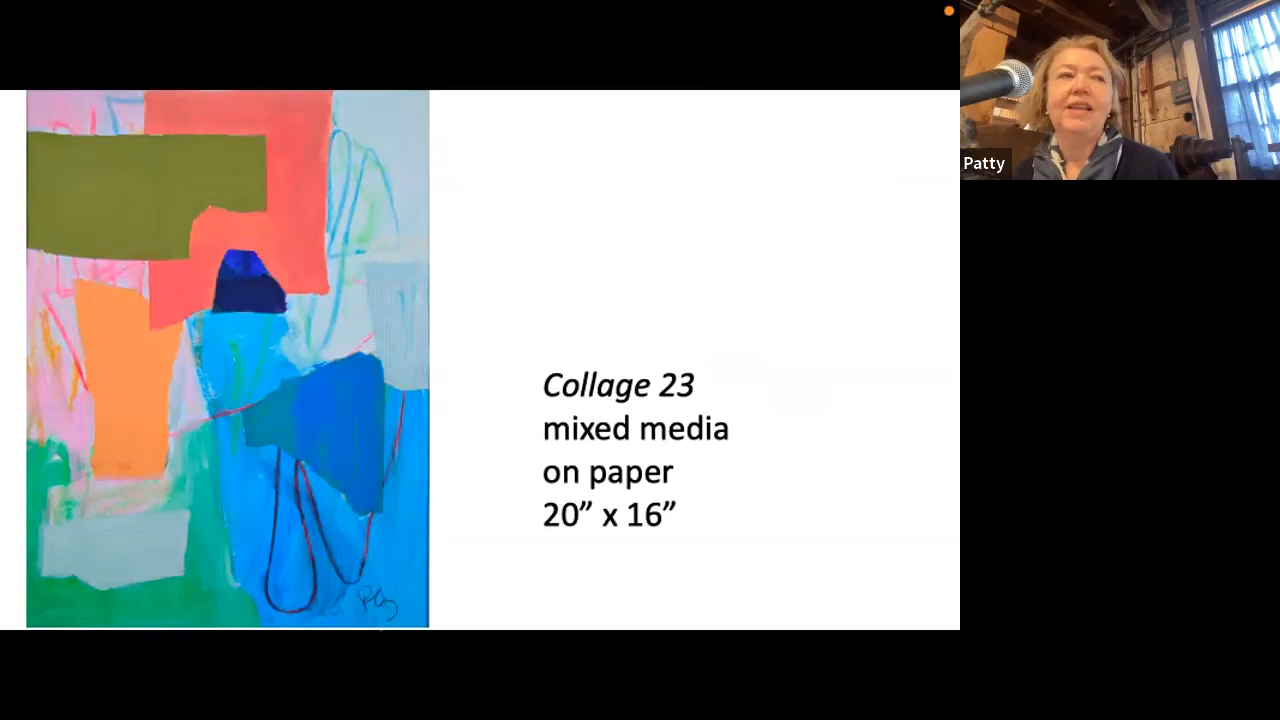 Collage 23
mixed media
on paper
20” x 16”
Patty